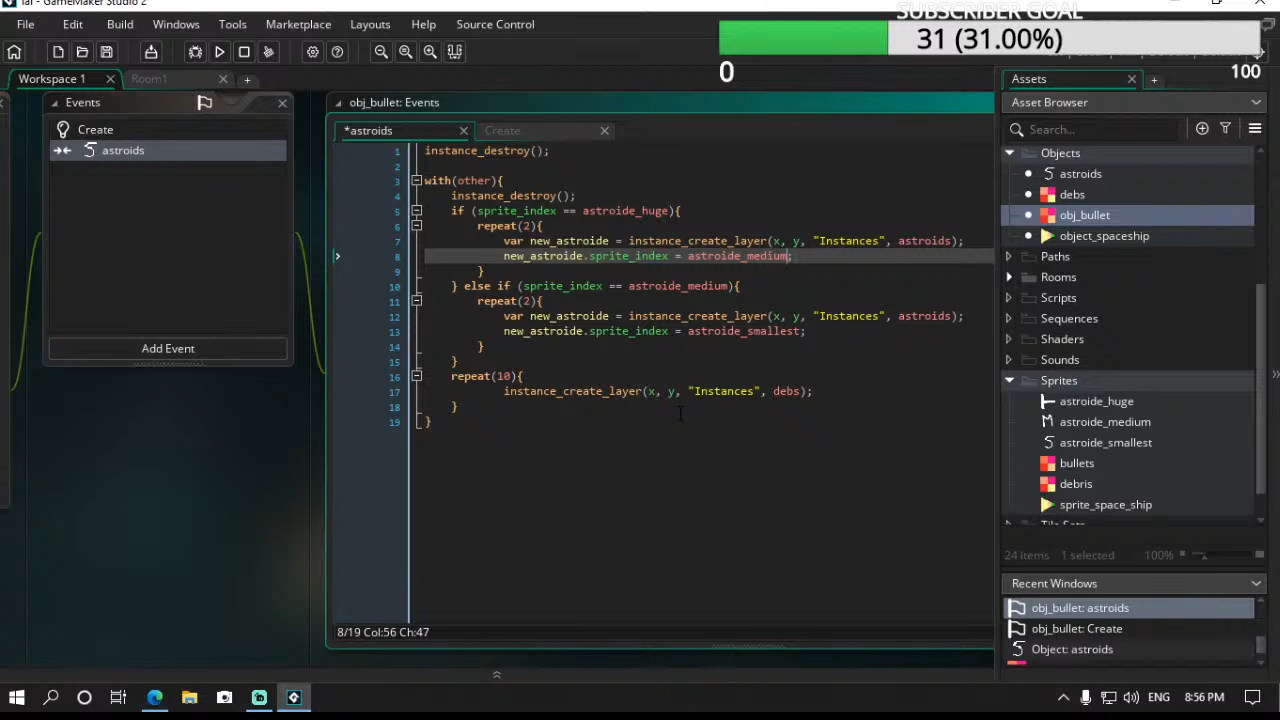 Tar - GameMaker Studio 2
SUBSCRIBER GOAL
31 (31.00%)
0
100
File Edit Build Windows Tools Marketplace Layouts Help Source Control
Workspace 1
Room1
Events
Create
astroids
Add Event
obj_bullet: Events
*astroids
Create
1 instance_destroy();
2
3 with(other){
4 instance_destroy();
5 if (sprite_index == astroide_huge){
6 repeat(2){
7 var new_astroide = instance_create_layer(x, y, "Instances", astroids);
8 new_astroide.sprite_index = astroide_medium;
9 }
10 } else if (sprite_index == astroide_medium){
11 repeat(2){
12 var new_astroide = instance_create_layer(x, y, "Instances", astroids);
13 new_astroide.sprite_index = astroide_smallest;
14 }
15 }
16 repeat(10){
17 instance_create_layer(x, y, "Instances", debs);
18 }
19 }
8/19 Col:56 Ch:47
Assets
Asset Browser
Search...
Objects
astroids
debs
obj_bullet
object_spaceship
Paths
Rooms
Scripts
Sequences
Shaders
Sounds
Sprites
astroide_huge
astroide_medium
astroide_smallest
bullets
debris
sprite_space_ship
Tile Sets
24 items 1 selected 100%
Recent Windows
obj_bullet: astroids
obj_bullet: Create
Object: astroids
ENG 8:56 PM